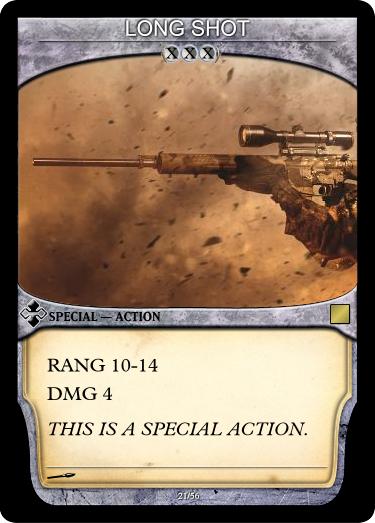 LONG SHOT
X X X
SPECIAL — ACTION
RANG 10-14
DMG 4
THIS IS A SPECIAL ACTION.
21/56